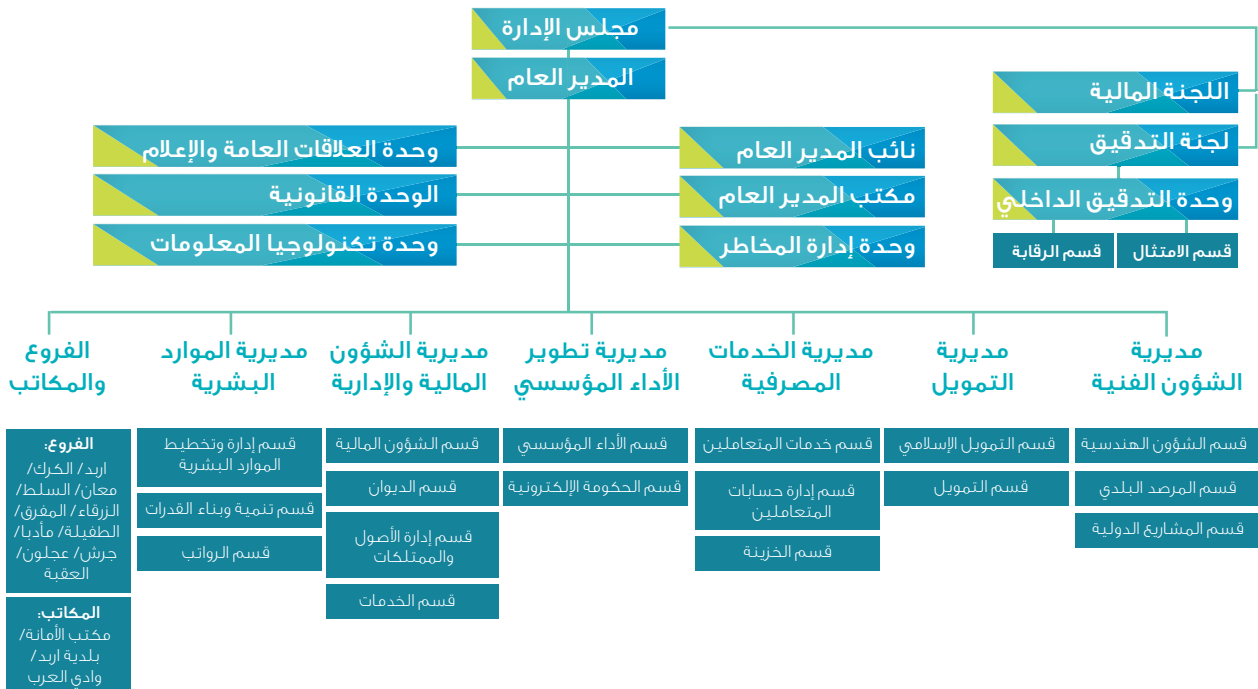 مجلس الإدارة
المدير العام
اللجنة المالية
لجنة التدقيق
وحدة التدقيق الداخلي
قسم الامتثال
قسم الرقابة
نائب المدير العام
وحدة العلاقات العامة والإعلام
مكتب المدير العام
الوحدة القانونية
وحدة إدارة المخاطر
وحدة تكنولوجيا المعلومات
مديرية
الشؤون الفنية
قسم الشؤون الهندسية
قسم المرصد البلدي
قسم المشاريع الدولية
مديرية
التمويل
قسم التمويل الإسلامي
قسم التمويل
مديرية الخدمات
المصرفية
قسم خدمات المتعاملين
قسم إدارة حسابات
المتعاملين
قسم الخزينة
مديرية تطوير
الأداء المؤسسي
قسم الأداء المؤسسي
قسم الحكومة الإلكترونية
مديرية الشؤون
المالية والإدارية
قسم الشؤون المالية
قسم الديوان
قسم إدارة الأصول
والممتلكات
قسم الخدمات
مديرية الموارد
البشرية
قسم إدارة وتخطيط
الموارد البشرية
قسم تنمية وبناء القدرات
قسم الرواتب
الفروع
والمكاتب
الفروع:
اربد/ الكرك/
معان/ السلط/
الزرقاء/ المفرق/
الطفيلة/ مأدبا/
جرش/ عجلون/
العقبة
المكاتب:
مكتب الأمانة/
بلدية اربد/
وادي العرب